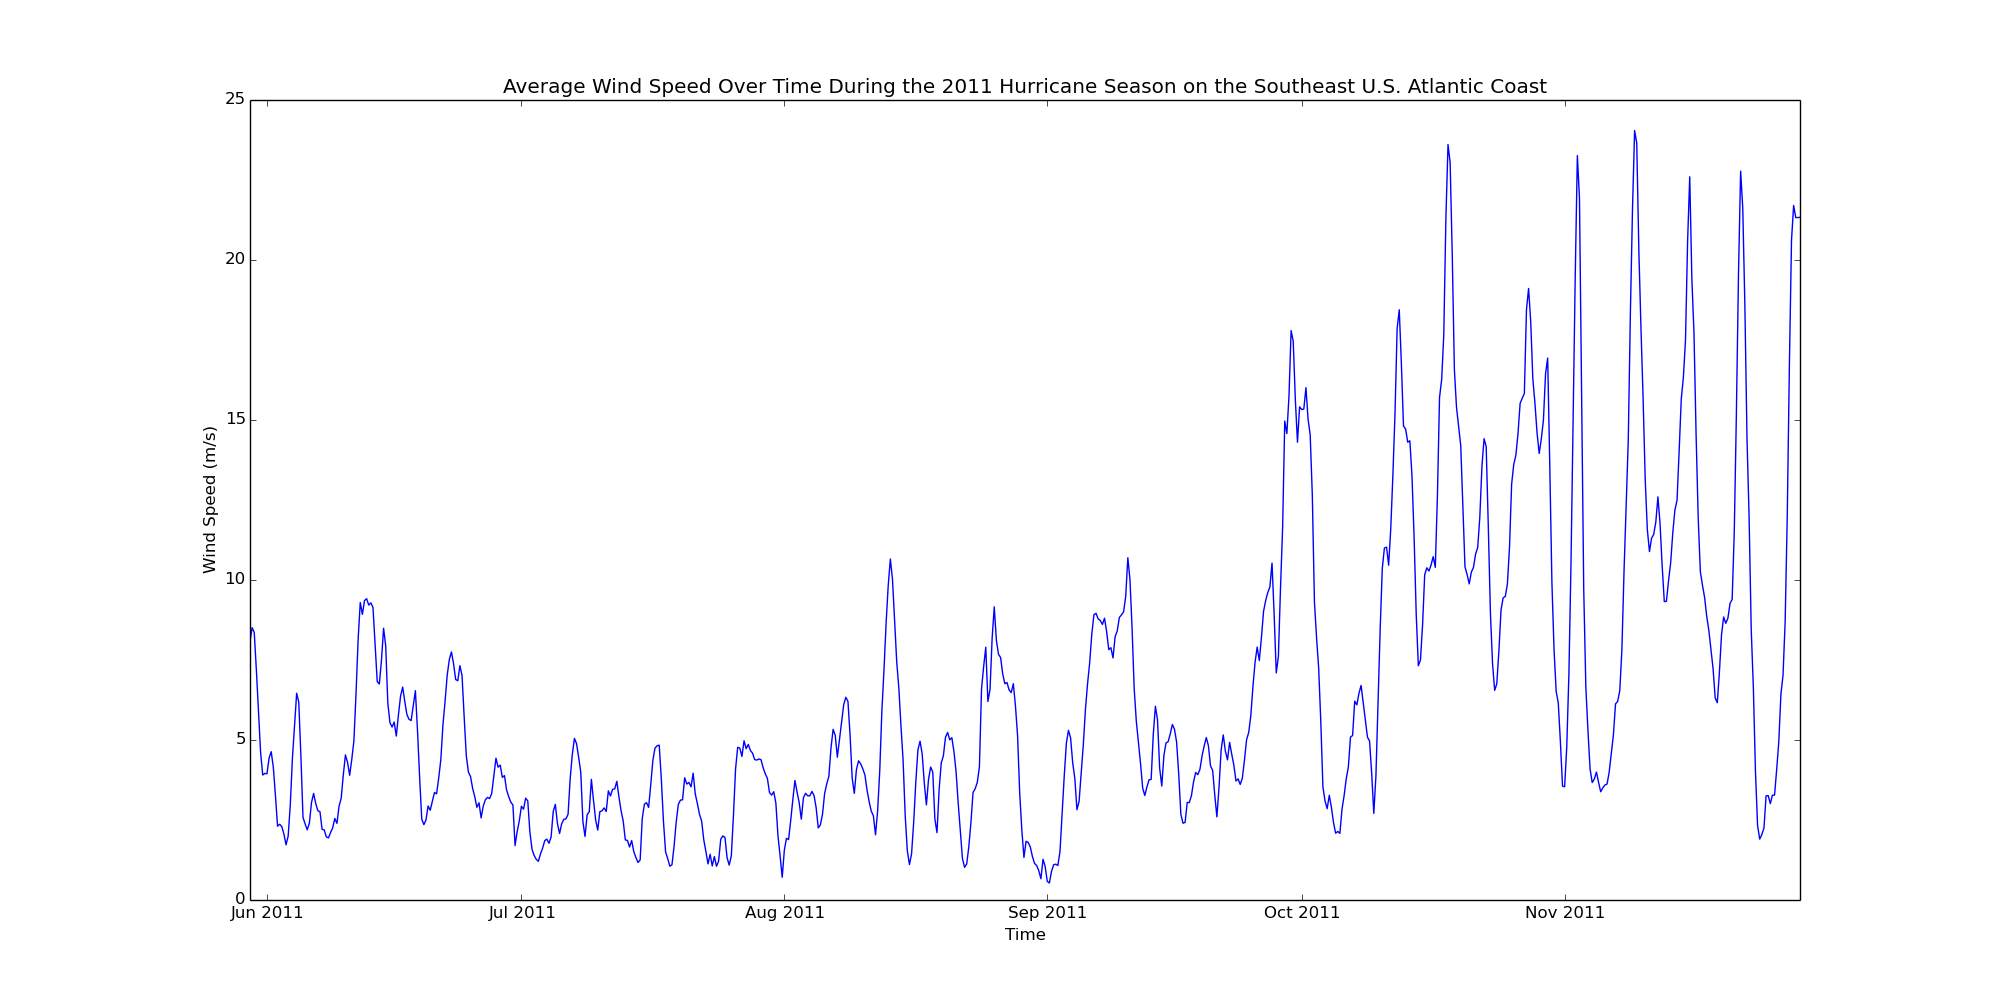 Average Wind Speed Over Time During the 2011 Hurricane Season on the Southeast U.S. Atlantic Coast
25
20
15
10
5
0
Wind Speed (m/s)
Jun 2011
Jul 2011
Aug 2011
Sep 2011
Oct 2011
Nov 2011
Time